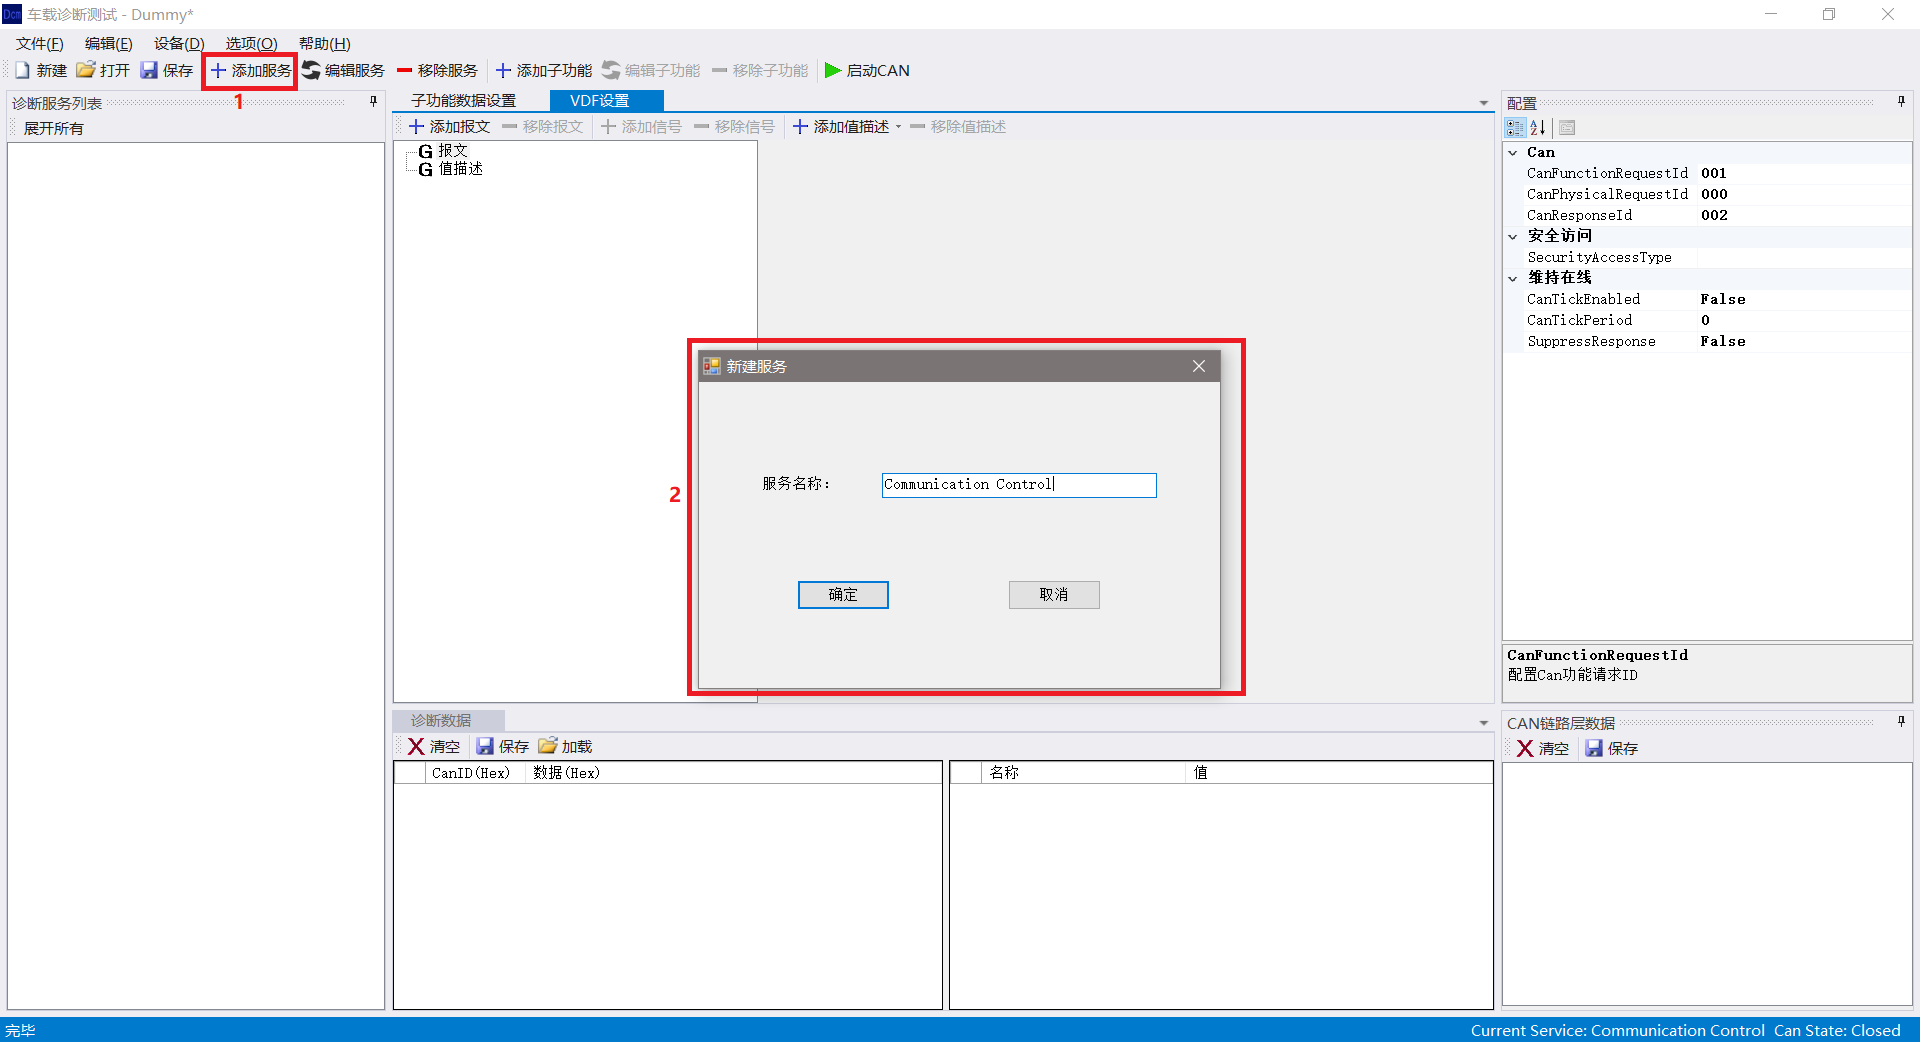 Dcm 车载诊断测试 - Dummy*
文件(F) 编辑(E) 设备(D) 选项(O) 帮助(H)
新建 打开 保存 添加服务 编辑服务 移除服务 添加子功能 编辑子功能 移除子功能 启动CAN
1
诊断服务列表
展开所有
子功能数据设置 VDF设置
添加报文 移除报文 添加信号 移除信号 添加值描述 移除值描述
G 报文
G 值描述
2
新建服务
服务名称：
Communication Control
确定 取消
配置
Can
CanFunctionRequestId 001
CanPhysicalRequestId 000
CanResponseId 002
安全访问
SecurityAccessType
维持在线
CanTickEnabled False
CanTickPeriod 0
SuppressResponse False
CanFunctionRequestId
配置Can功能请求ID
诊断数据
清空 保存 加载
CanID(Hex) 数据(Hex)
名称 值
CAN链路层数据
清空 保存
完毕
Current Service: Communication Control Can State: Closed